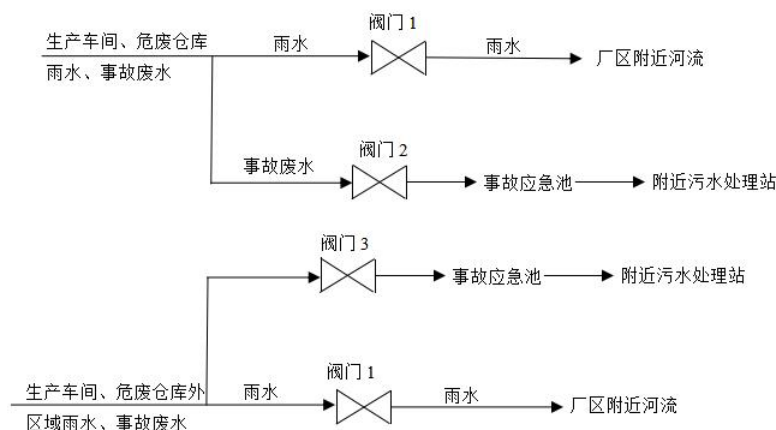 阀门 1
生产车间、危废仓库
雨水
雨水
厂区附近河流
雨水、事故废水
阀门 2
事故废水
事故应急池
附近污水处理站
阀门 3
事故应急池
附近污水处理站
阀门 1
生产车间、危废仓库外
雨水
雨水
厂区附近河流
区域雨水、事故废水